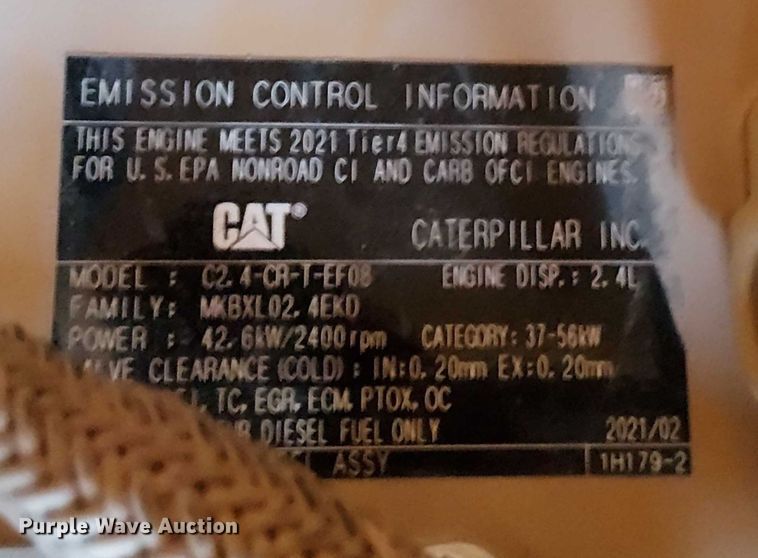 EMISSION CONTROL INFORMATION
THIS ENGINE MEETS 2021 Tier4 EMISSION REGULATIONS
FOR U.S.EPA NONROAD CI AND CARB OFCI ENGINES.
CAT® CATERPILLAR INC.
MODEL : C2.4-CR-T-EF08 ENGINE DISP.: 2.4L
FAMILY: MKBXL02.4EKD
POWER : 42.6kW/2400rpm CATEGORY: 37-56kW
CLEARANCE (COLD) : IN:0.20mm EX:0.20mm
TC, EGR, ECM, PTOX, OC
DIESEL FUEL ONLY 2021/02
ASSY 1H179-2
Purple Wave Auction